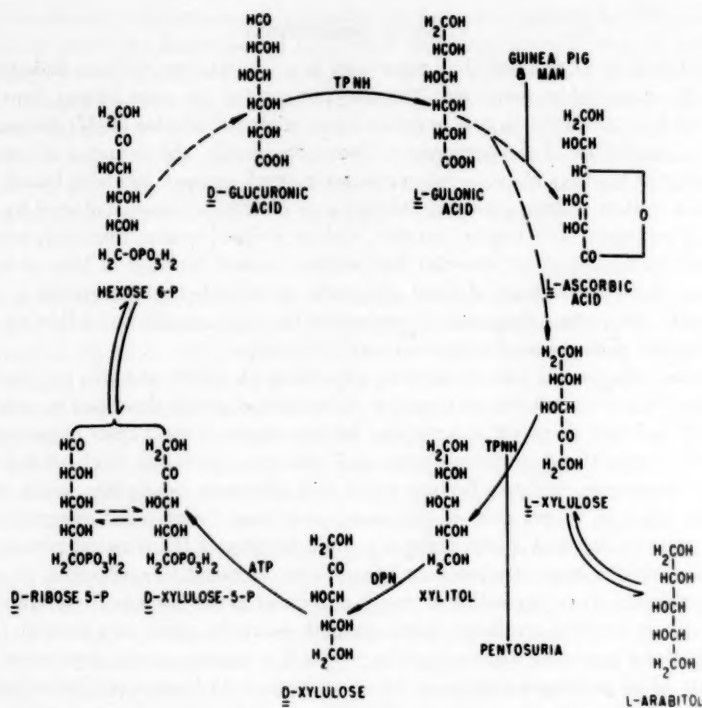 HCO
HCOH
HOCH
HCOH
HCOH
COOH
D-GLUCURONIC
ACID
TPNH
H2COH
HCOH
HOCH
HCOH
HCOH
COOH
L-GULONIC
ACID
GUINEA PIG
& MAN
H2COH
HOCH
HC
HOC
HOC
CO
O
L-ASCORBIC
ACID
H2COH
CO
HOCH
HCOH
HCOH
H2C-OPO3H2
HEXOSE 6-P
H2COH
HCOH
HOCH
CO
H2COH
L-XYLULOSE
HCO
HCOH
HCOH
HCOH
H2COPO3H2
D-RIBOSE 5-P
H2COH
CO
HOCH
HCOH
H2COPO3H2
D-XYLULOSE-5-P
ATP
H2COH
CO
HOCH
HCOH
H2COH
D-XYLULOSE
DPN
H2COH
HCOH
HOCH
HCOH
H2COH
XYLITOL
TPNH
PENTOSURIA
H2COH
HCOH
HOCH
HOCH
H2COH
L-ARABITOL